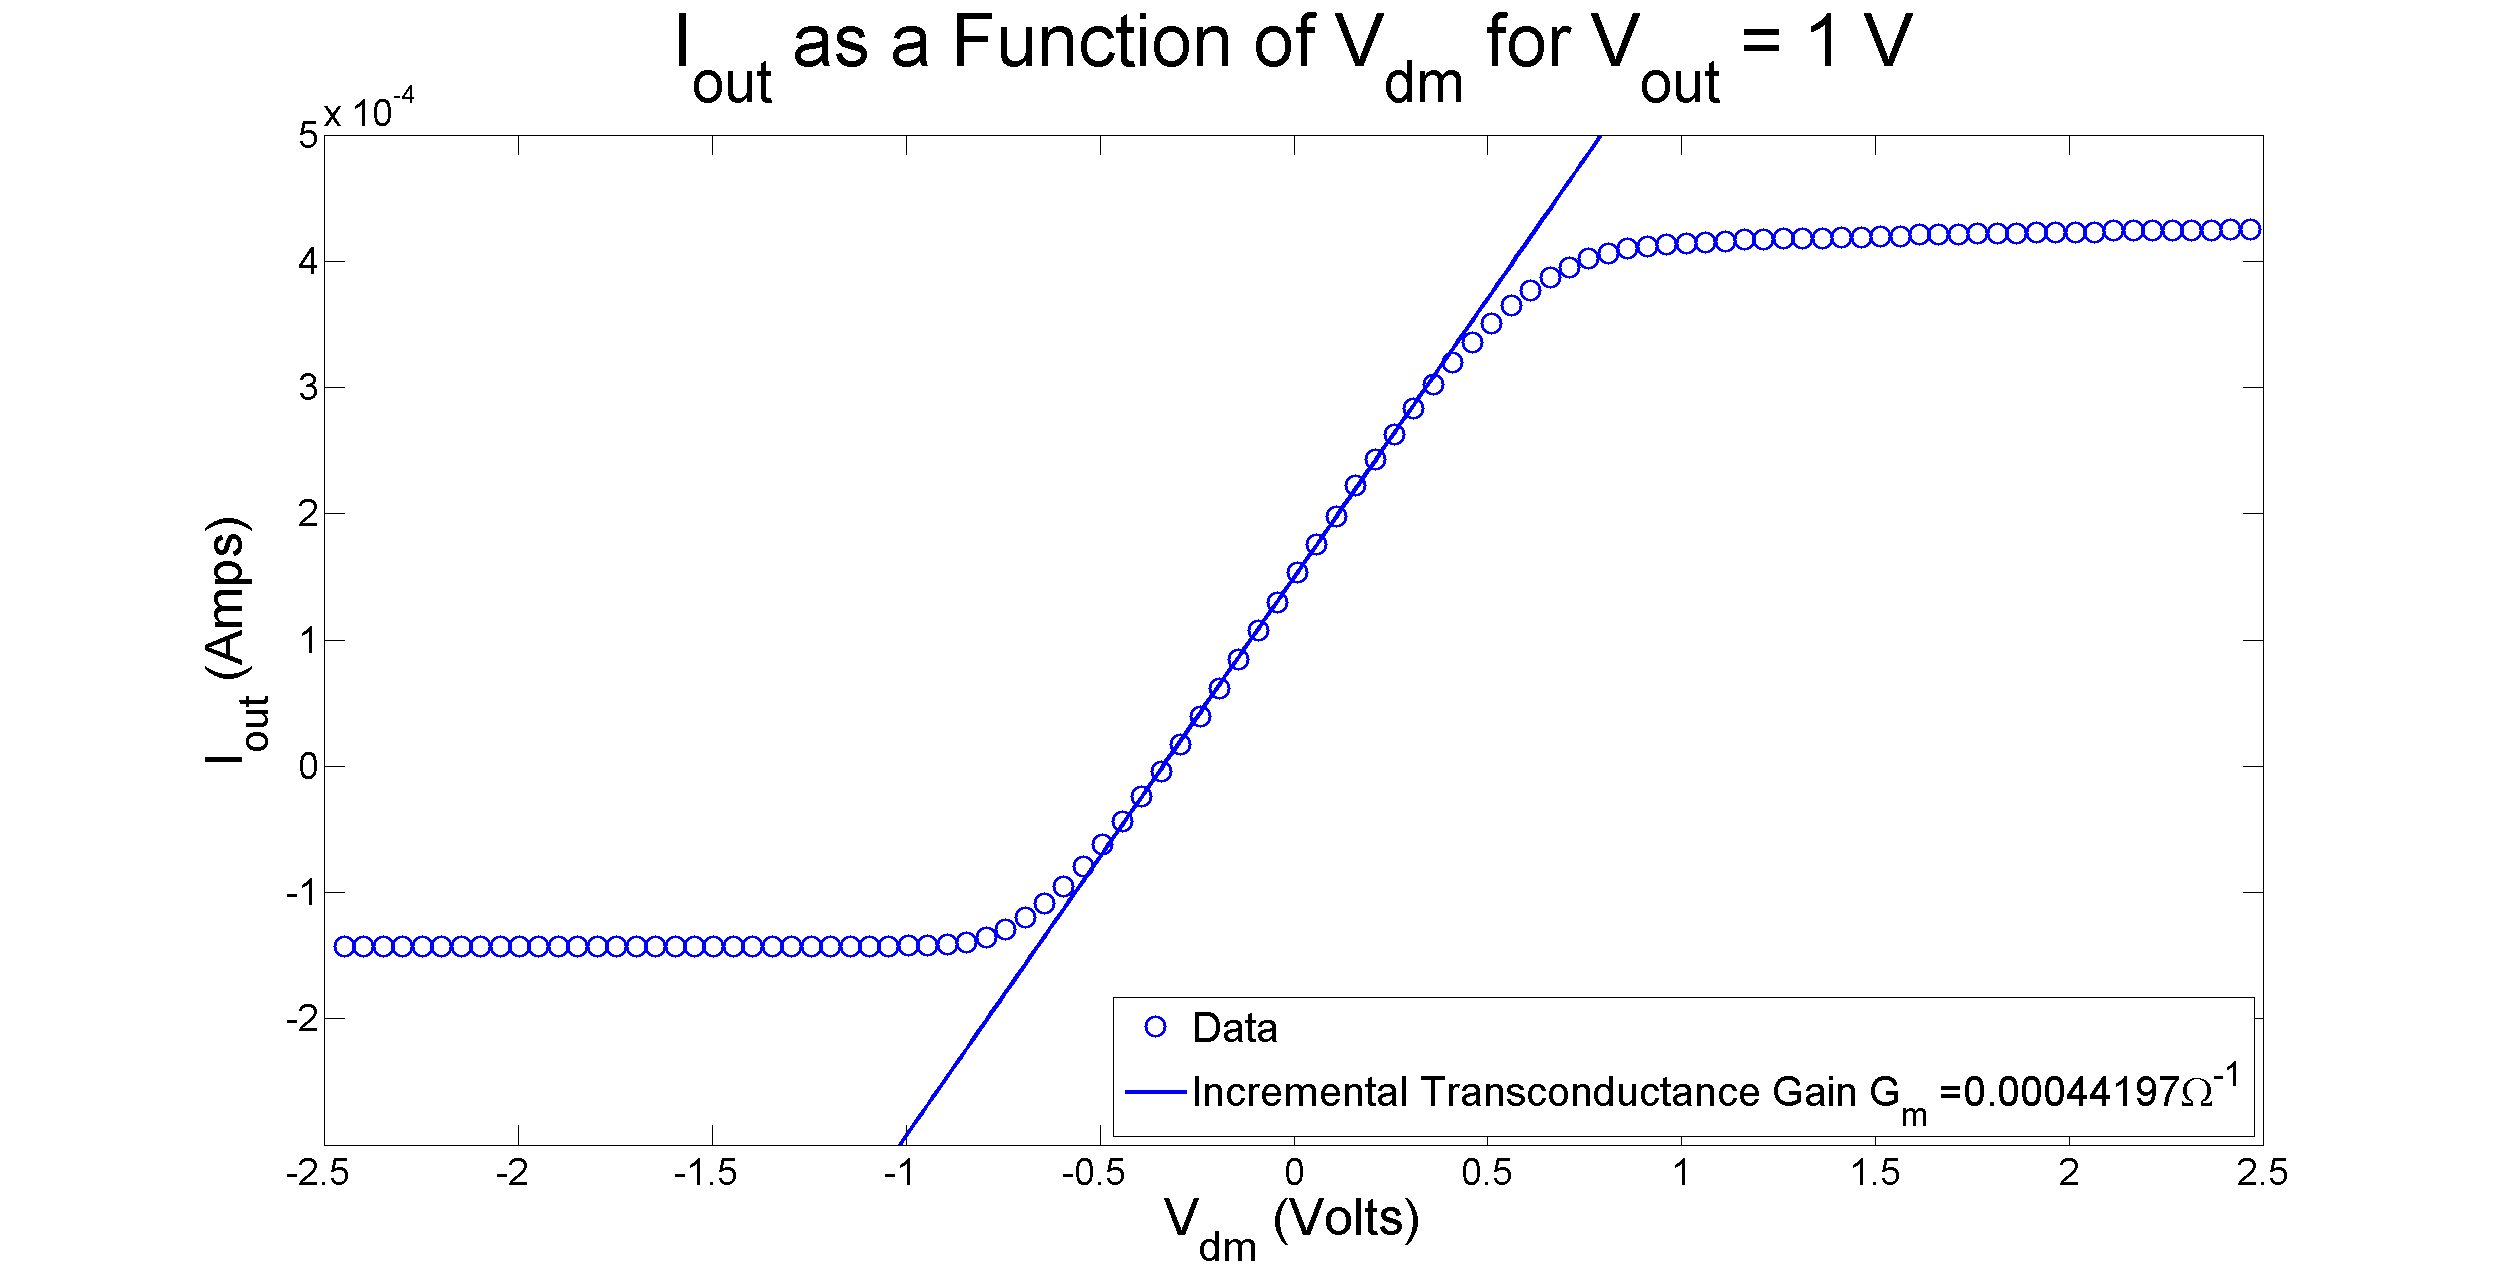 I_out as a Function of V_dm for V_out = 1 V
x 10^-4
5
4
3
2
1
0
-1
-2
I_out (Amps)
Data
Incremental Transconductance Gain G_m =0.00044197Ω^-1
-2.5 -2 -1.5 -1 -0.5 0 0.5 1 1.5 2 2.5
V_dm (Volts)